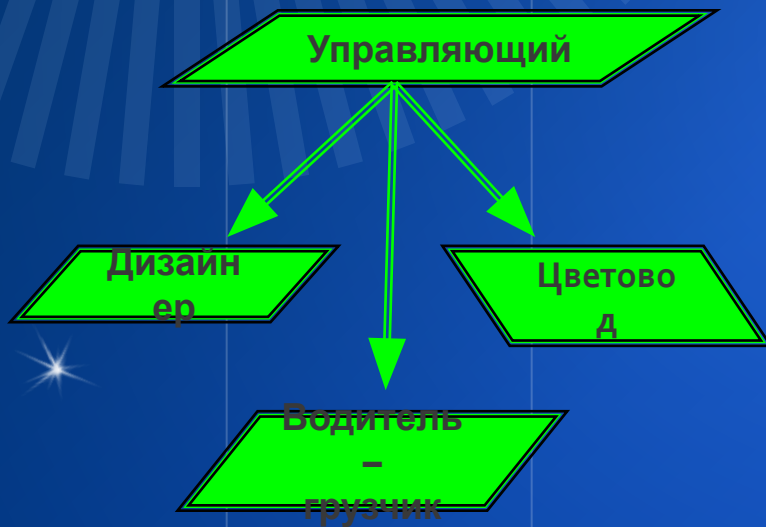 Управляющий
Дизайн
ер
Цветово
д
Водитель
–
грузчик